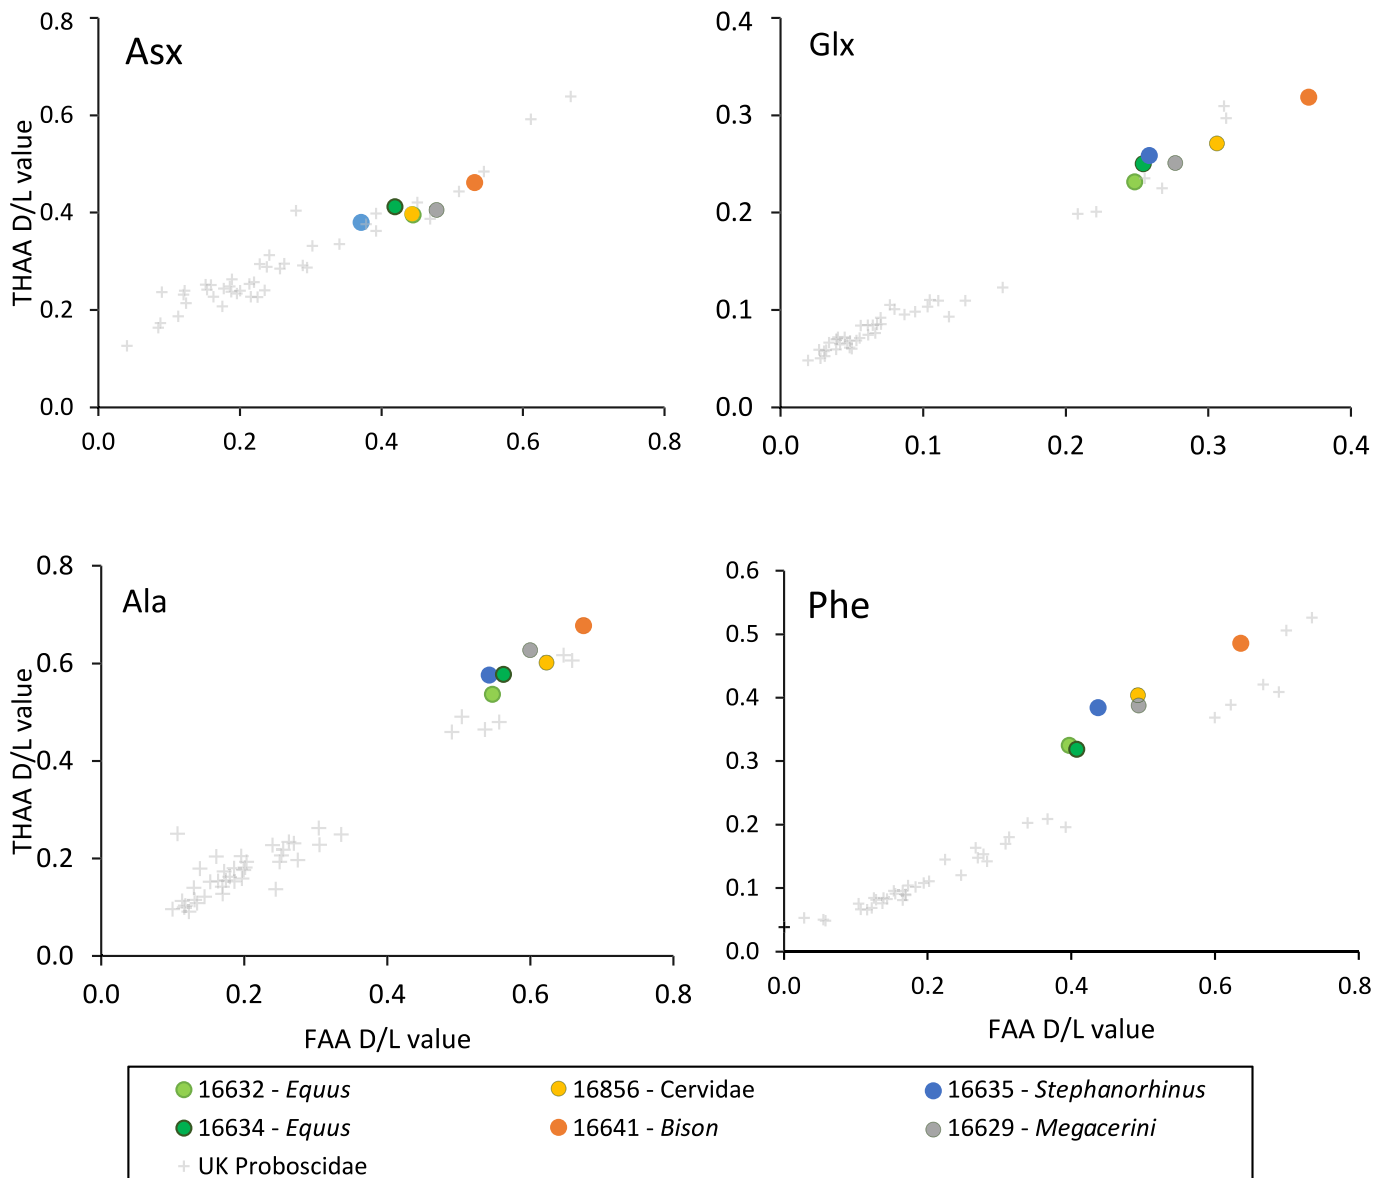 Asx
THAA D/L value
0.8
0.6
0.4
0.2
0.0
0.0 0.2 0.4 0.6 0.8
Glx
0.4
0.3
0.2
0.1
0.0
0.0 0.1 0.2 0.3 0.4
Ala
THAA D/L value
0.8
0.6
0.4
0.2
0.0
0.0 0.2 0.4 0.6 0.8
FAA D/L value
Phe
0.6
0.5
0.4
0.3
0.2
0.1
0.0
0.0 0.2 0.4 0.6 0.8
FAA D/L value
16632 - Equus 16856 - Cervidae 16635 - Stephanorhinus
16634 - Equus 16641 - Bison 16629 - Megacerini
UK Proboscidae